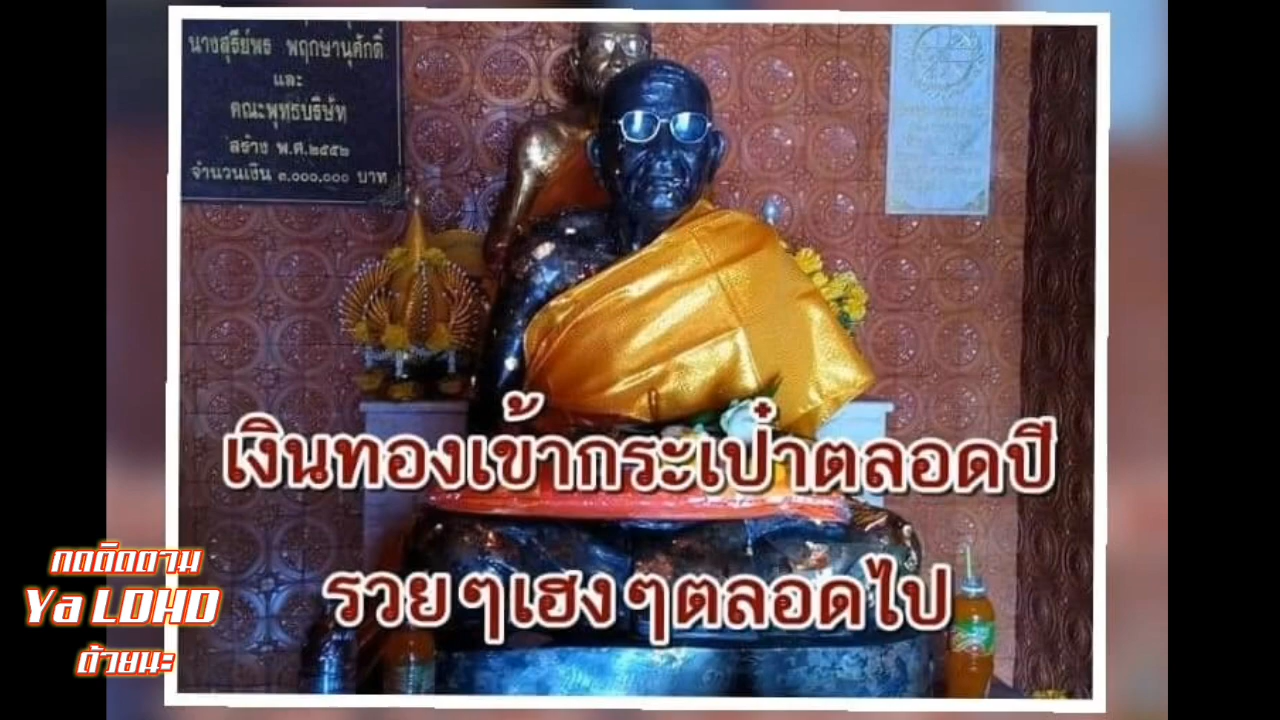 นางสุรีย์พร พฤกษานุศักดิ์
และ
คณะพุทธบริษัท
สร้าง พ.ศ.๒๕๕๒
จำนวนเงิน ๓,๐๐๐,๐๐๐ บาท
เงินทองเข้ากระเป๋าตลอดปี
รวยๆเฮงๆตลอดไป
กดติดตาม
Ya LOHO
ด้วยนะ